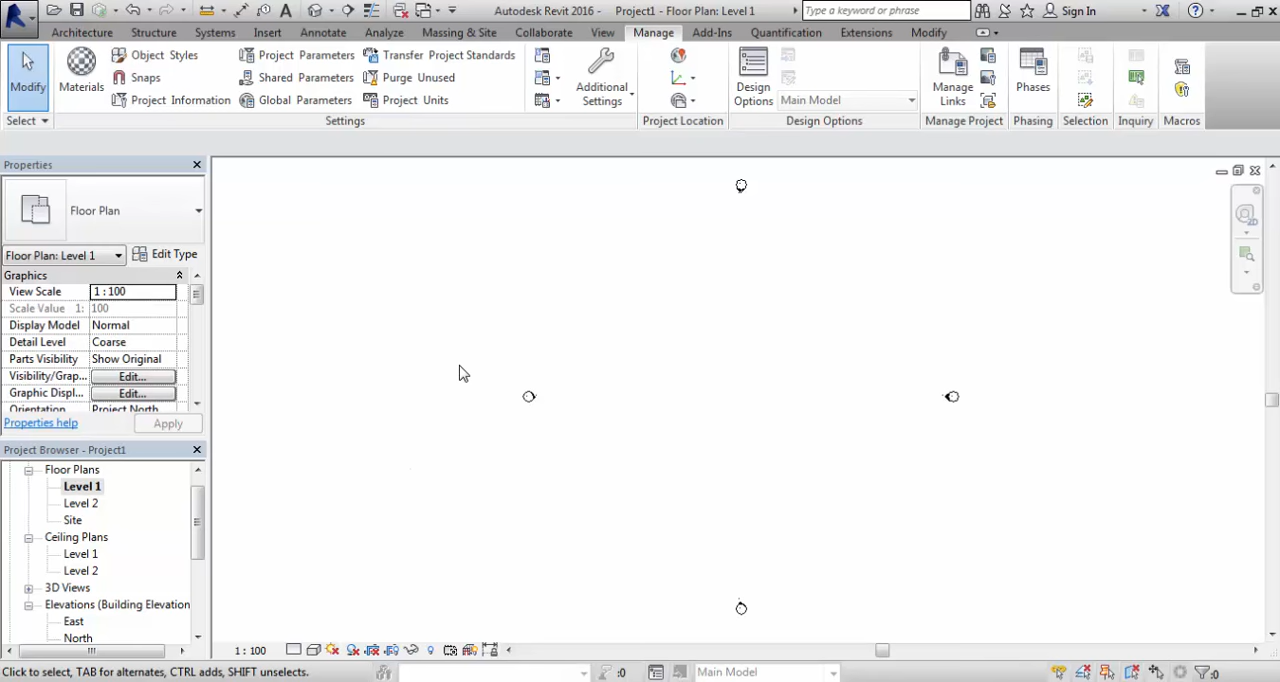 Autodesk Revit 2016 - Project1 - Floor Plan: Level 1
Type a keyword or phrase
Sign In
Architecture Structure Systems Insert Annotate Analyze Massing & Site Collaborate View Manage Add-Ins Quantification Extensions Modify
Modify
Select
Materials
Object Styles
Snaps
Project Information
Project Parameters
Shared Parameters
Global Parameters
Transfer Project Standards
Purge Unused
Project Units
Settings
Additional
Settings
Project Location
Design
Options
Main Model
Design Options
Manage
Links
Manage Project
Phases
Phasing
Selection
Inquiry
Macros
Properties
Floor Plan
Floor Plan: Level 1
Edit Type
Graphics
View Scale 1 : 100
Scale Value 1: 100
Display Model Normal
Detail Level Coarse
Parts Visibility Show Original
Visibility/Grap... Edit...
Graphic Displ... Edit...
Orientation Project North
Properties help
Apply
Project Browser - Project1
Floor Plans
Level 1
Level 2
Site
Ceiling Plans
Level 1
Level 2
3D Views
Elevations (Building Elevation
East
North
2D
1 : 100
Click to select, TAB for alternates, CTRL adds, SHIFT unselects.
:0
Main Model
:0